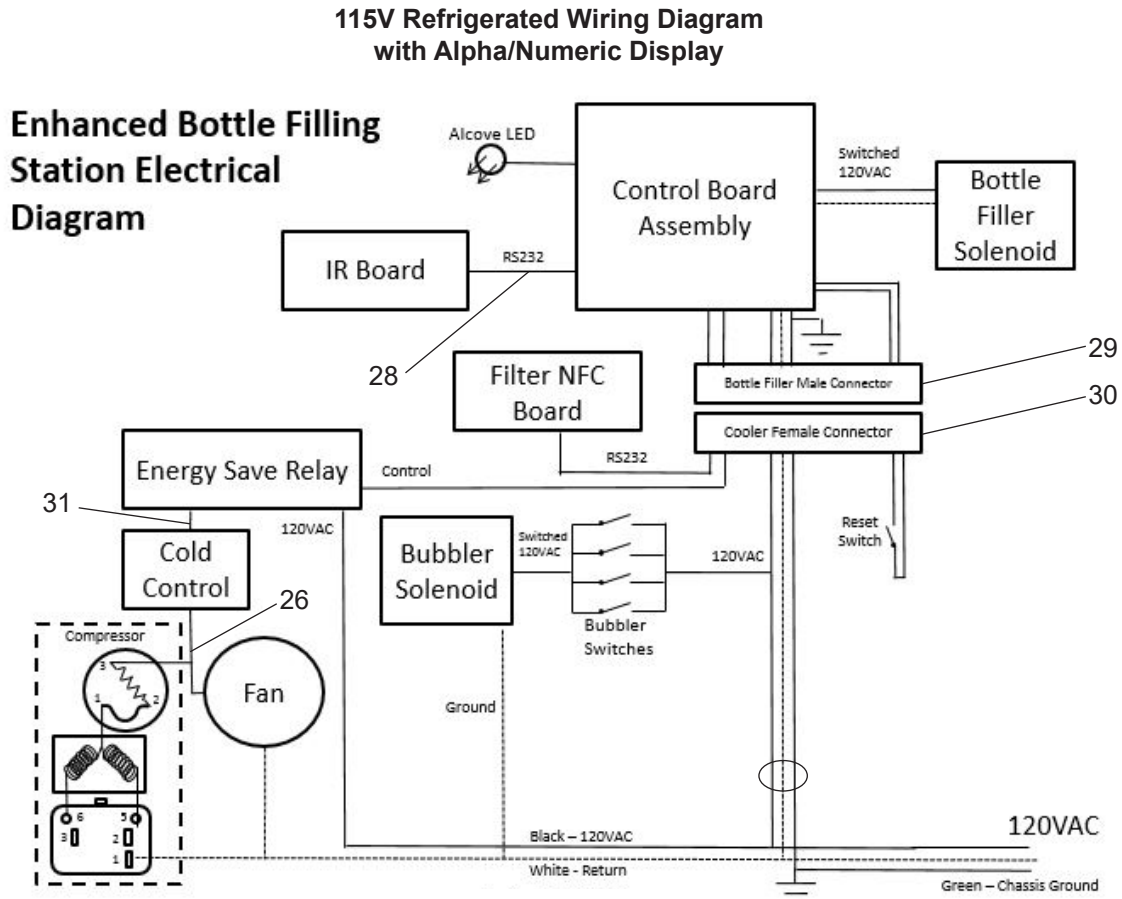 115V Refrigerated Wiring Diagram
with Alpha/Numeric Display
Enhanced Bottle Filling
Station Electrical
Diagram
Alcove LED
Control Board
Assembly
Switched
120VAC
Bottle
Filler
Solenoid
IR Board
RS232
28
Filter NFC
Board
Bottle Filler Male Connector
29
Cooler Female Connector
30
RS232
Energy Save Relay
Control
31
120VAC
Cold
Control
26
Bubbler
Solenoid
Switched
120VAC
Bubbler
Switches
120VAC
Reset
Switch
Compressor
3
1
2
Fan
Ground
6
5
3
2
1
Black – 120VAC
120VAC
White - Return
Green – Chassis Ground